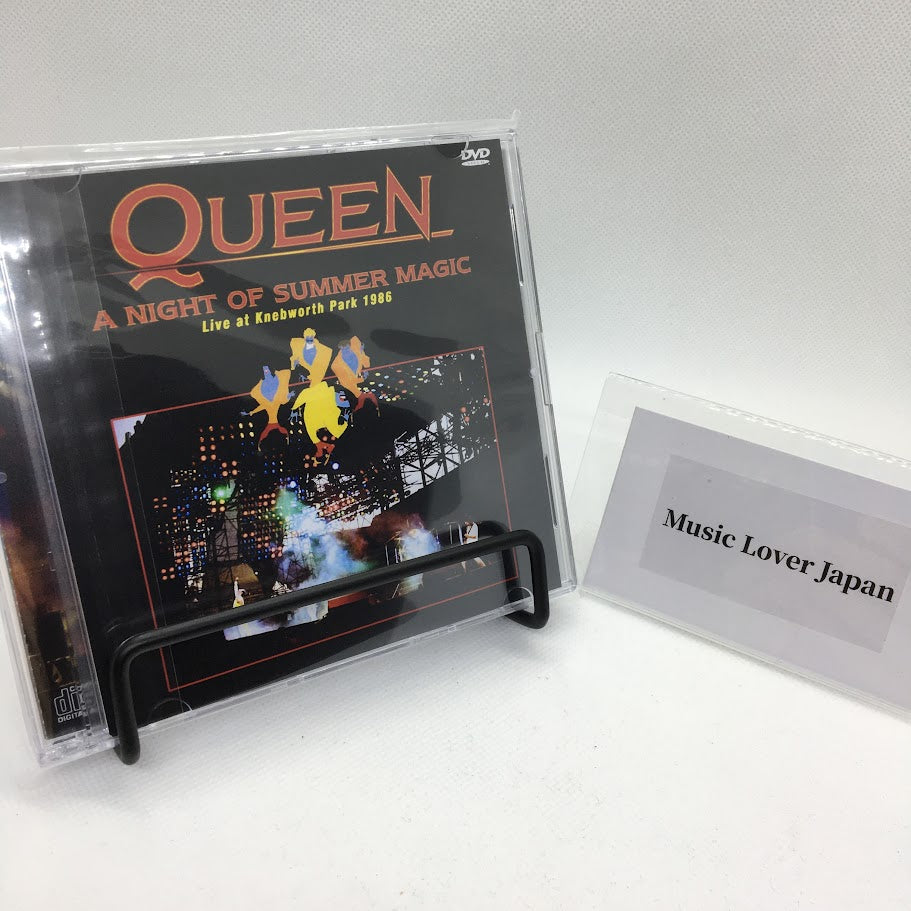 DVD
QUEEN
A NIGHT OF SUMMER MAGIC
Live at Knebworth Park 1986
Music Lover Japan